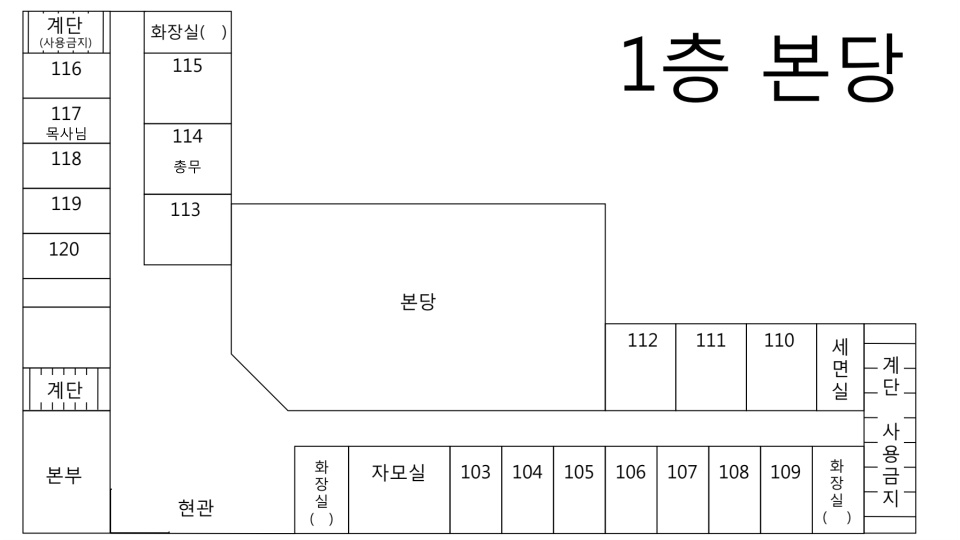 1층 본당
계단
(사용금지)
116
117
목사님
118
119
120
계단
본부
화장실(  )
115
114
총무
113
본당
현관
112
111
110
세면실
계단 사용금지
화장실(  )
자모실
103
104
105
106
107
108
109
화장실(  )